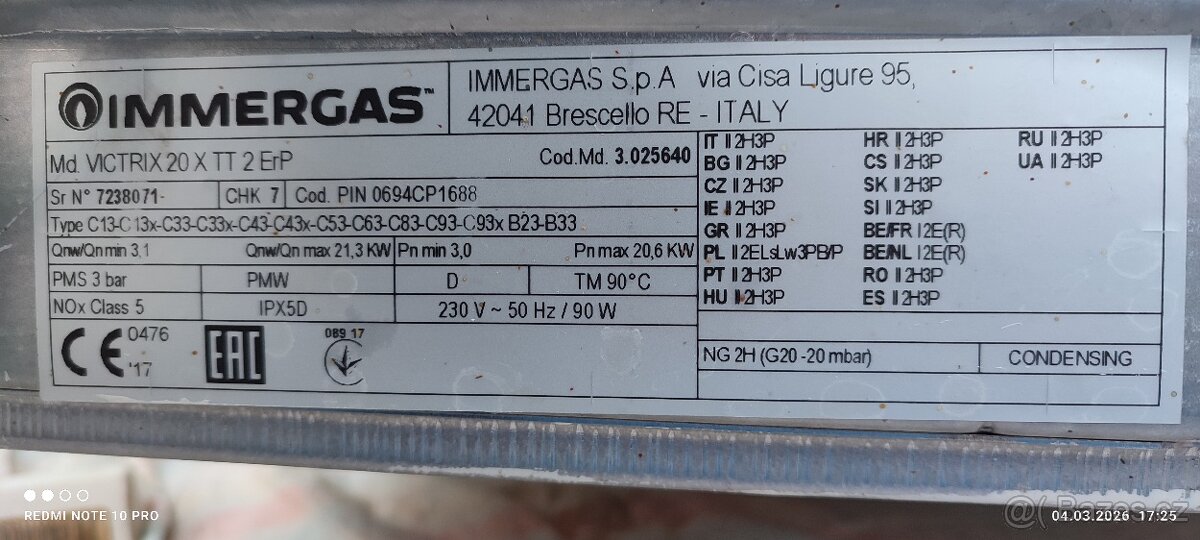 IMMERGAS™
IMMERGAS S.p.A via Cisa Ligure 95,
42041 Brescello RE - ITALY
Md. VICTRIX 20 X TT 2 ErP
Cod.Md. 3.025640
Sr N° 7238071-
CHK 7
Cod. PIN 0694CP1688
Type C13-C13x-C33-C33x-C43-C43x-C53-C63-C83-C93-C93x B23-B33
Qnw/Qn min 3,1
Qnw/Qn max 21,3 KW
Pn min 3,0
Pn max 20,6 KW
PMS 3 bar
PMW
D
TM 90°C
NOx Class 5
IPX5D
230 V ~ 50 Hz / 90 W
CE 0476
'17
EAC
089 17
IT II2H3P
BG II2H3P
CZ II2H3P
IE II2H3P
GR II2H3P
PL II2ELsLw3PB/P
PT II2H3P
HU II2H3P
HR II2H3P
CS II2H3P
SK II2H3P
SI II2H3P
BE/FR I2E(R)
BE/NL I2E(R)
RO II2H3P
ES II2H3P
RU II2H3P
UA II2H3P
NG 2H (G20 -20 mbar)
CONDENSING
REDMI NOTE 10 PRO
04.03.2026 17:25
Bazos.cz